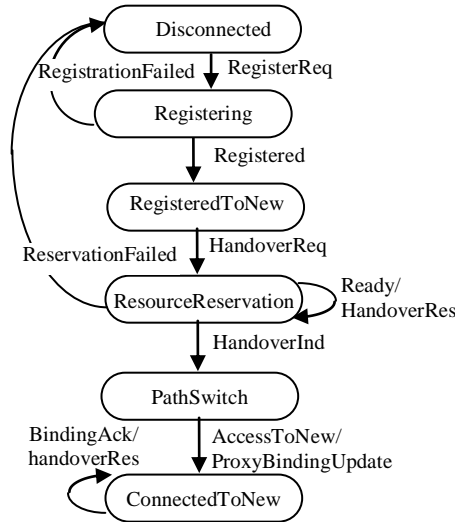 Disconnected
RegistrationFailed
RegisterReq
Registering
Registered
RegisteredToNew
HandoverReq
ReservationFailed
ResourceReservation
Ready/
HandoverRes
HandoverInd
PathSwitch
BindingAck/
handoverRes
AccessToNew/
ProxyBindingUpdate
ConnectedToNew